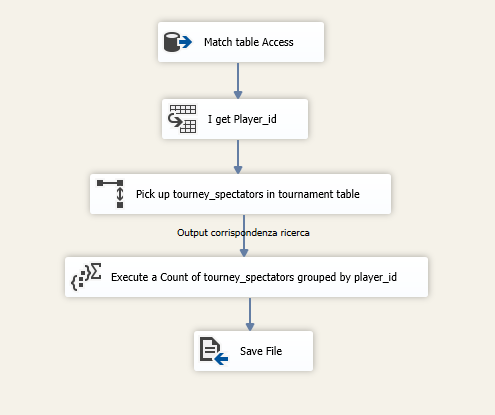 Match table Access
I get Player_id
Pick up tourney_spectators in tournament table
Output corrispondenza ricerca
Execute a Count of tourney_spectators grouped by player_id
Save File